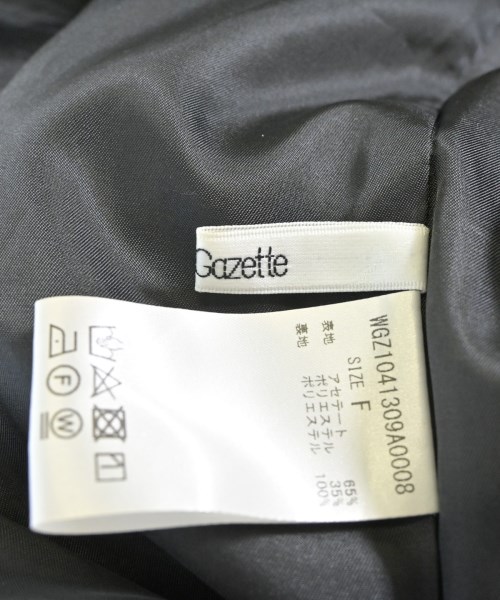 Gazette
WGZ1041309A0008
SIZE F
表地 アセテート 65%
ポリエステル 35%
裏地 ポリエステル 100%
F
W